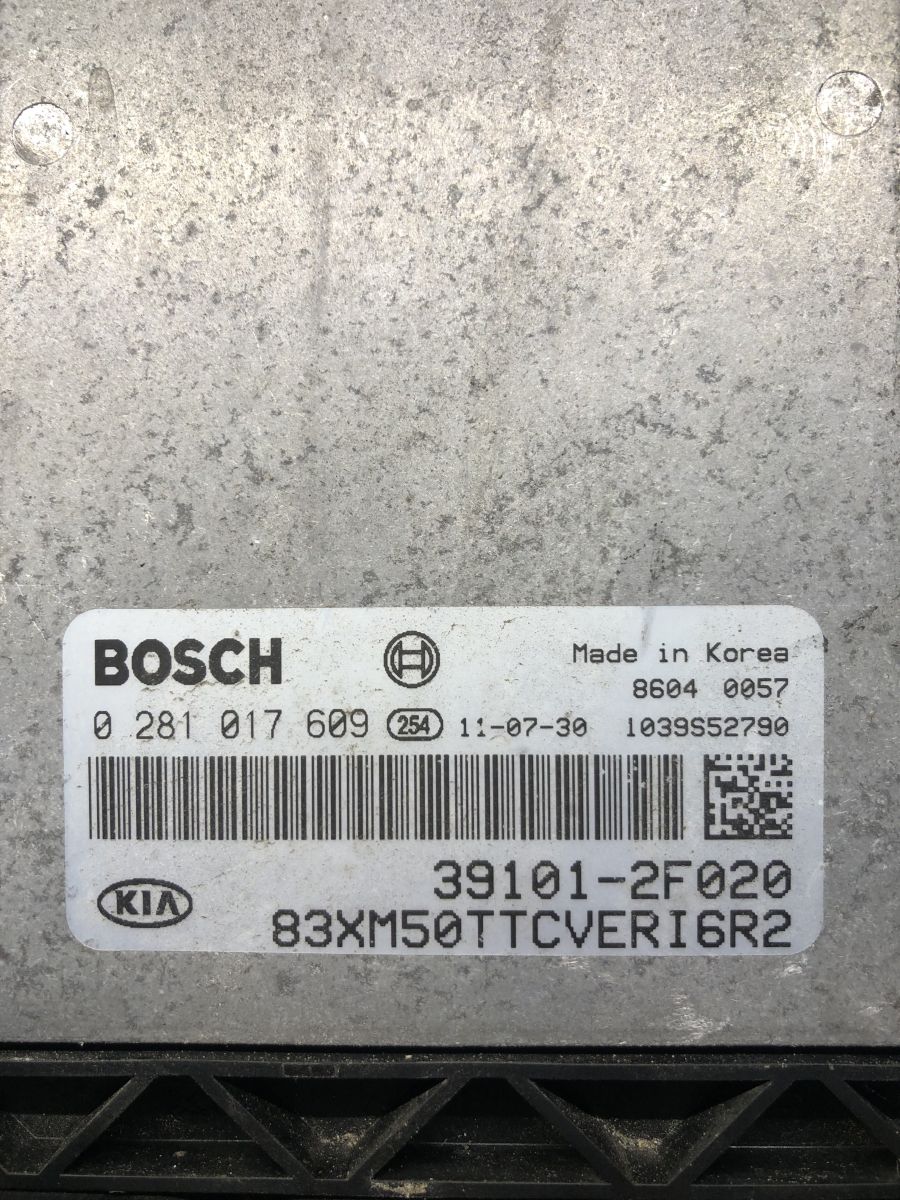 BOSCH
Made in Korea
8604 0057
0 281 017 609 254 11-07-30 1039S52790
39101-2F020
KIA
83XM50TTCVERI6R2